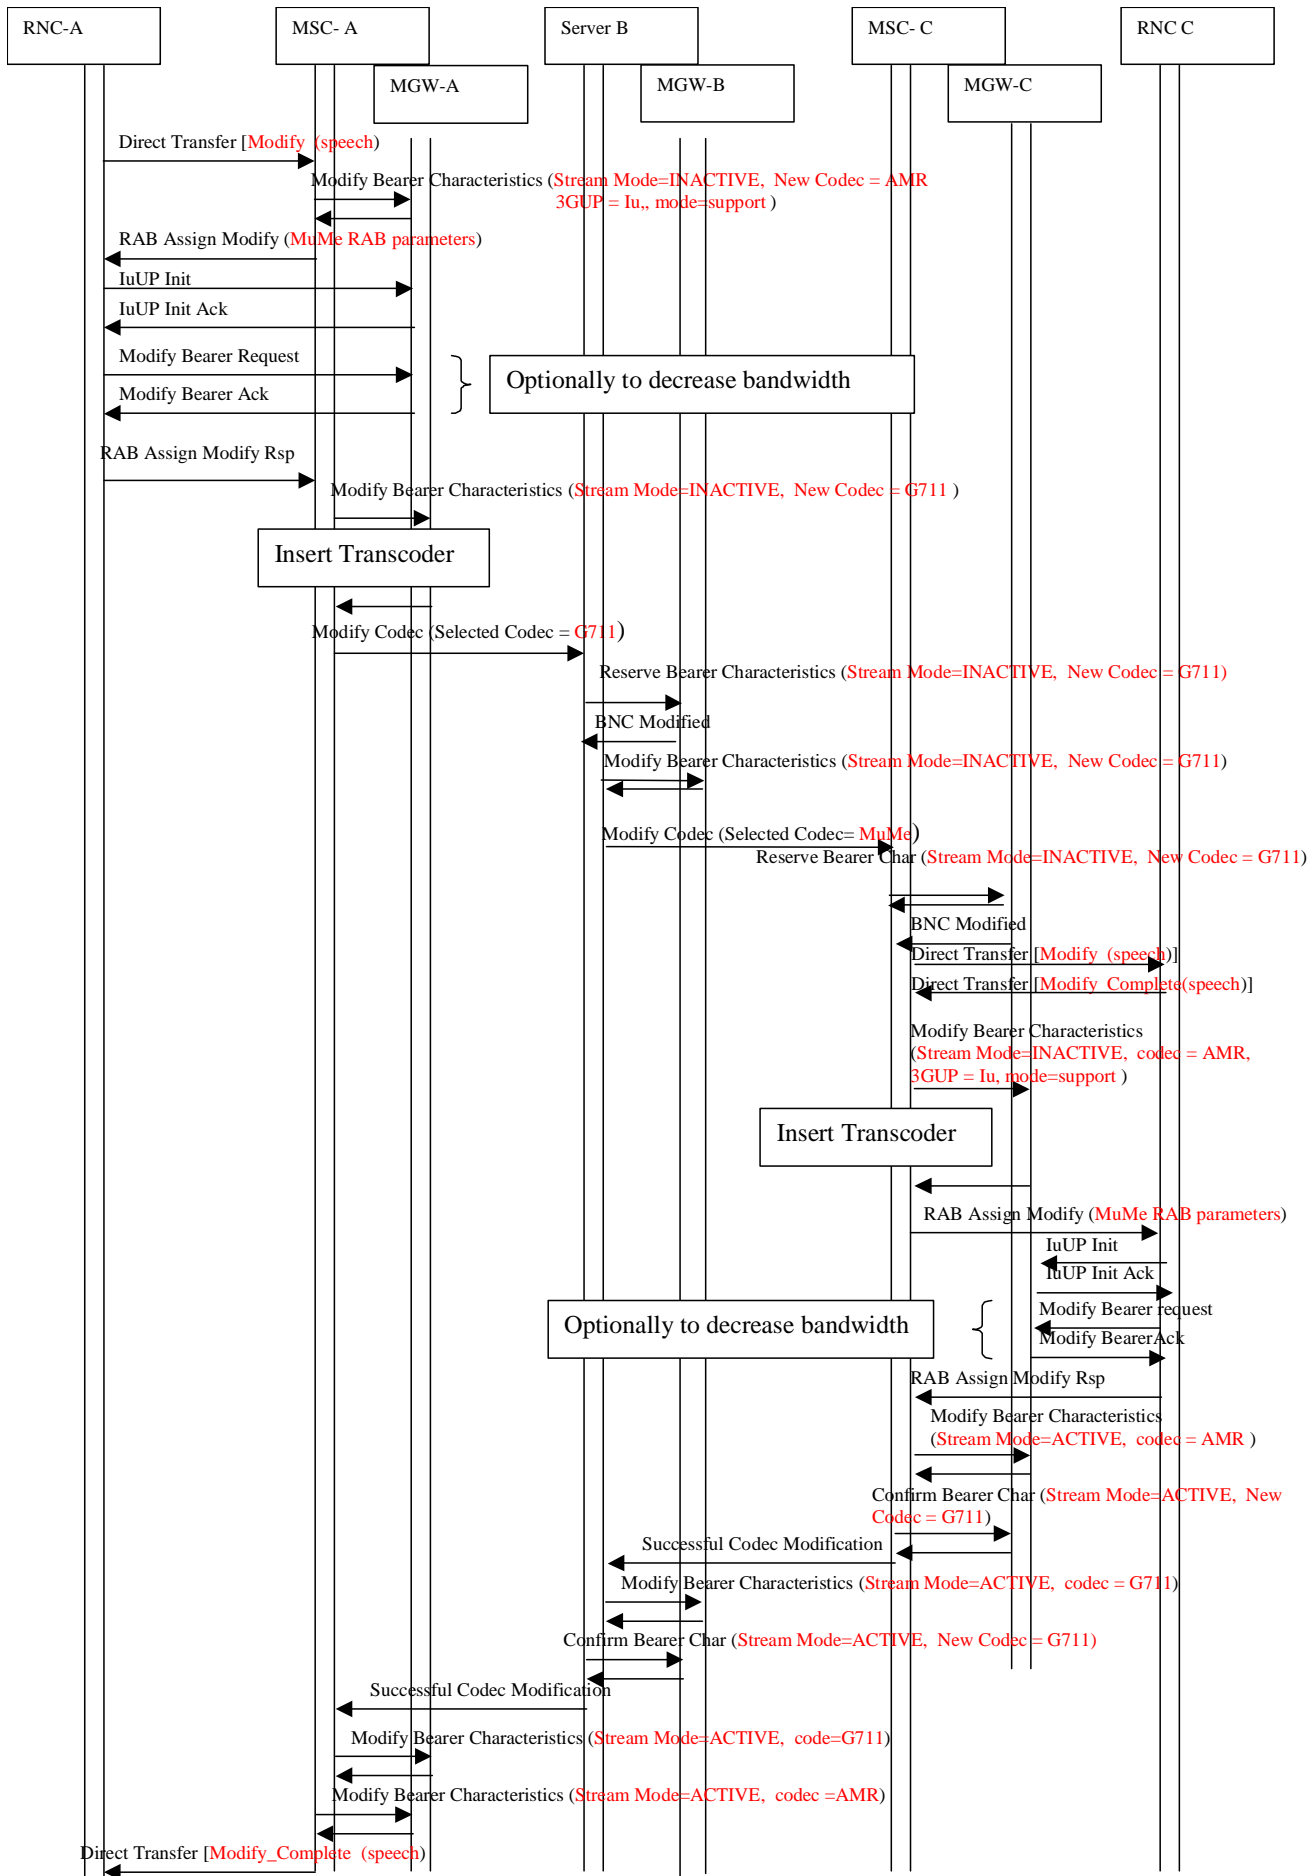 RNC-A
MSC- A
Server B
MSC- C
RNC C
MGW-A
MGW-B
MGW-C
Direct Transfer [Modify (speech)
Modify Bearer Characteristics (Stream Mode=INACTIVE, New Codec = AMR
3GUP = Iu,, mode=support )
RAB Assign Modify (MuMe RAB parameters)
IuUP Init
IuUP Init Ack
Modify Bearer Request
Optionally to decrease bandwidth
Modify Bearer Ack
RAB Assign Modify Rsp
Modify Bearer Characteristics (Stream Mode=INACTIVE, New Codec = G711 )
Insert Transcoder
Modify Codec (Selected Codec = G711)
Reserve Bearer Characteristics (Stream Mode=INACTIVE, New Codec = G711)
BNC Modified
Modify Bearer Characteristics (Stream Mode=INACTIVE, New Codec = G711)
Modify Codec (Selected Codec= MuMe)
Reserve Bearer Char (Stream Mode=INACTIVE, New Codec = G711)
BNC Modified
Direct Transfer [Modify (speech)]
Direct Transfer [Modify_Complete(speech)]
Modify Bearer Characteristics
(Stream Mode=INACTIVE, codec = AMR,
3GUP = Iu, mode=support )
Insert Transcoder
RAB Assign Modify (MuMe RAB parameters)
IuUP Init
IuUP Init Ack
Modify Bearer request
Optionally to decrease bandwidth
Modify BearerAck
RAB Assign Modify Rsp
Modify Bearer Characteristics
(Stream Mode=ACTIVE, codec = AMR )
Confirm Bearer Char (Stream Mode=ACTIVE, New
Codec = G711)
Successful Codec Modification
Modify Bearer Characteristics (Stream Mode=ACTIVE, codec = G711)
Confirm Bearer Char (Stream Mode=ACTIVE, New Codec = G711)
Successful Codec Modification
Modify Bearer Characteristics (Stream Mode=ACTIVE, code=G711)
Modify Bearer Characteristics (Stream Mode=ACTIVE, codec =AMR)
Direct Transfer [Modify_Complete (speech)